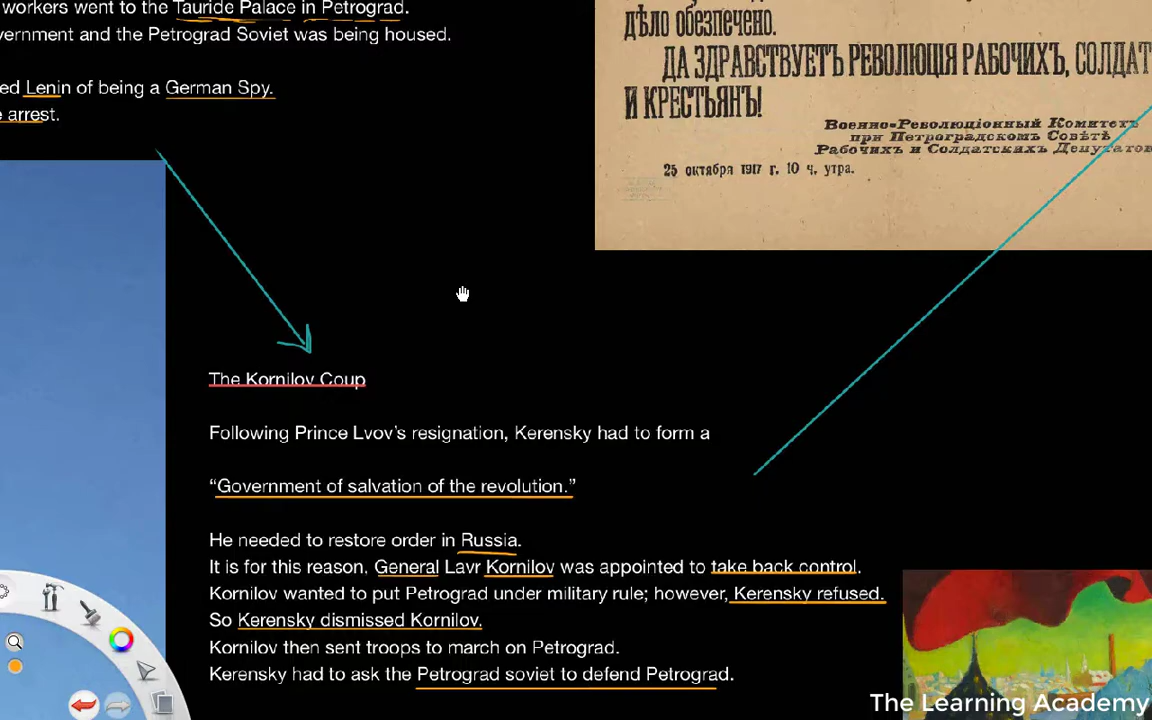 workers went to the Tauride Palace in Petrograd.
vernment and the Petrograd Soviet was being housed.
ed Lenin of being a German Spy.
e arrest.
дѣло обезпечено.
ДА ЗДРАВСТВУЕТЪ РЕВОЛЮЦІЯ РАБОЧИХЪ, СОЛДАТ
И КРЕСТЬЯНЪ!
Военно-Революціонный Комитетъ
при Петроградскомъ Совѣтѣ
Рабочихъ и Солдатскихъ Депутатов
25 октября 1917 г. 10 ч. утра.
The Kornilov Coup
Following Prince Lvov's resignation, Kerensky had to form a
“Government of salvation of the revolution.”
He needed to restore order in Russia.
It is for this reason, General Lavr Kornilov was appointed to take back control.
Kornilov wanted to put Petrograd under military rule; however, Kerensky refused.
So Kerensky dismissed Kornilov.
Kornilov then sent troops to march on Petrograd.
Kerensky had to ask the Petrograd soviet to defend Petrograd.
The Learning Academy